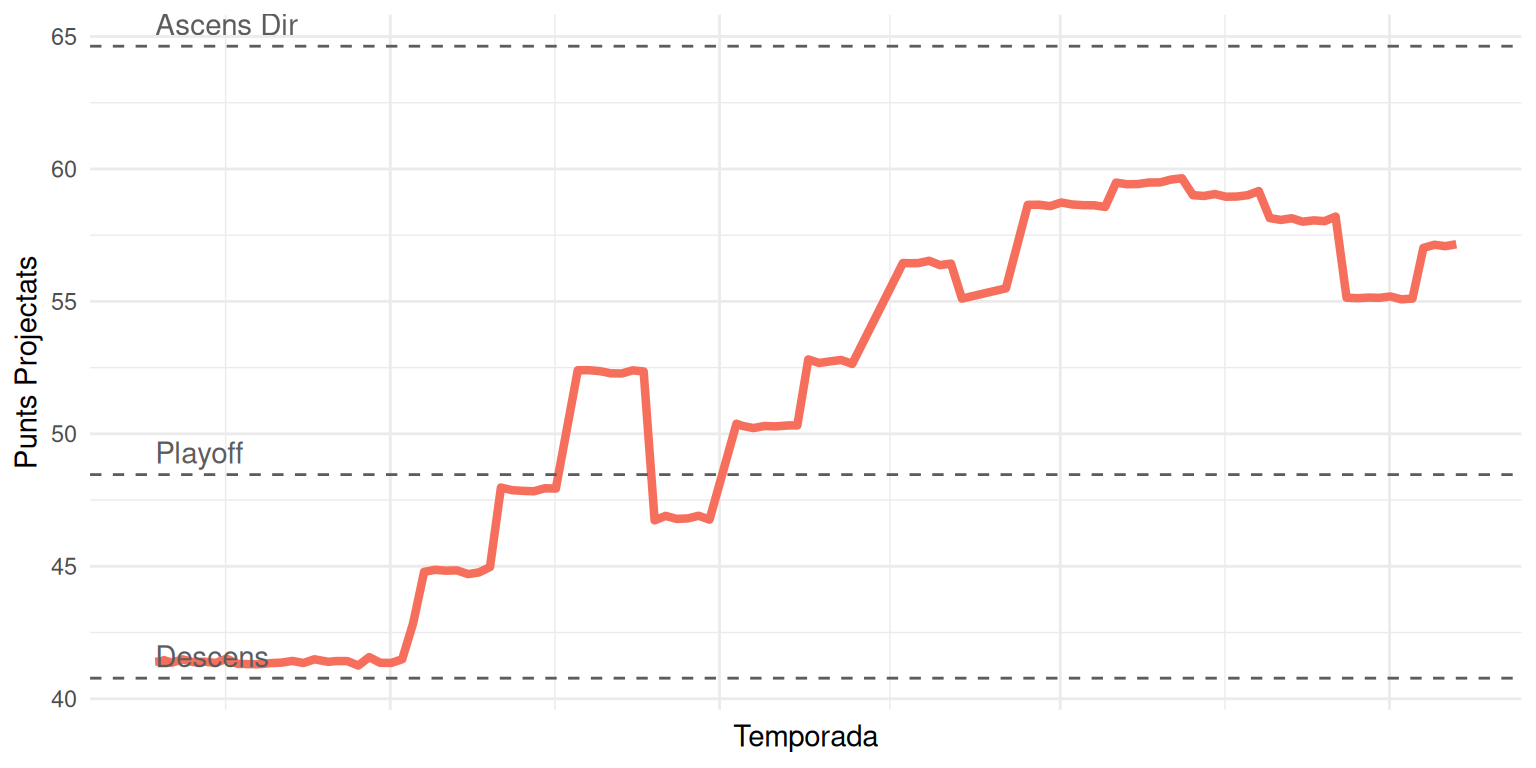 Ascens Dir
65
60
55
Punts Projectats
50
Playoff
45
Descens
40
Temporada